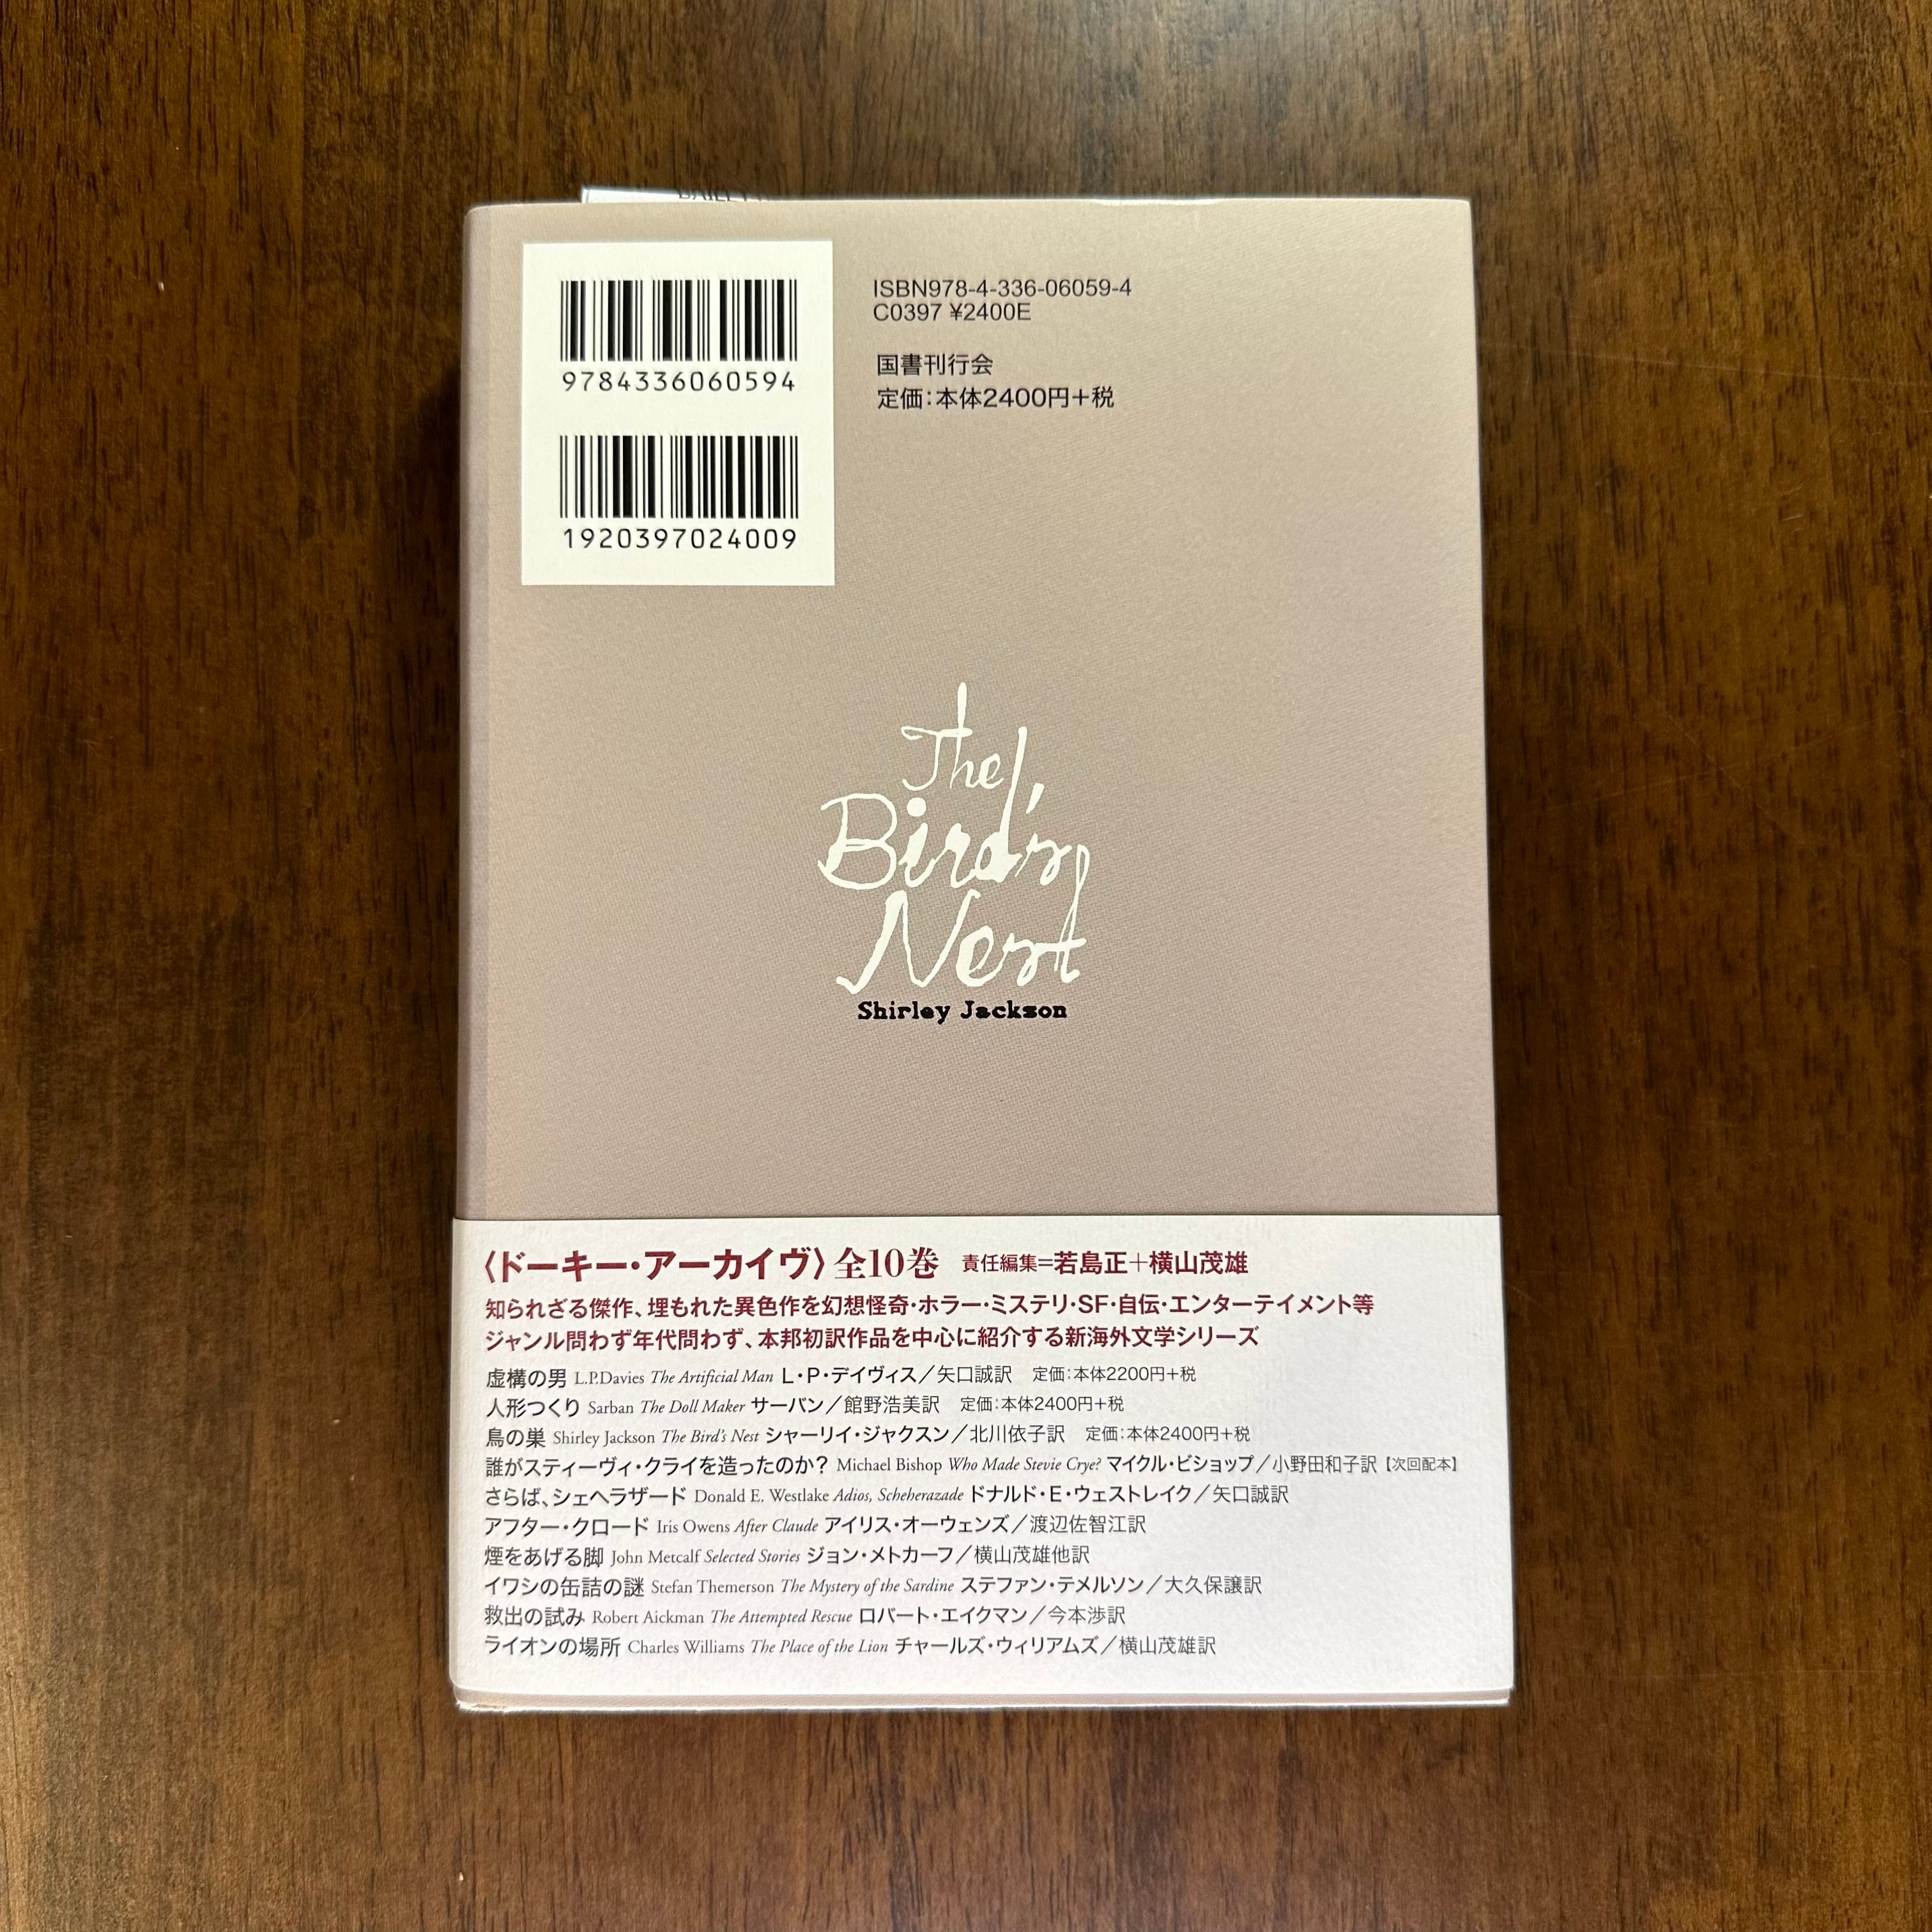 9784336060594
1920397024009
ISBN978-4-336-06059-4
C0397 ¥2400E
国書刊行会
定価：本体2400円+税
The
Bird's
Nest
Shirley Jackson
〈ドーキー・アーカイヴ〉全10巻 責任編集=若島正+横山茂雄
知られざる傑作、埋もれた異色作を幻想怪奇・ホラー・ミステリ・SF・自伝・エンターテイメント等
ジャンル問わず年代問わず、本邦初訳作品を中心に紹介する新海外文学シリーズ
虚構の男 L.P.Davies The Artificial Man L・P・デイヴィス／矢口誠訳 定価：本体2200円+税
人形つくり Sarban The Doll Maker サーバン／館野浩美訳 定価：本体2400円+税
鳥の巣 Shirley Jackson The Bird's Nest シャーリイ・ジャクスン／北川依子訳 定価：本体2400円+税
誰がスティーヴィ・クライを造ったのか？ Michael Bishop Who Made Stevie Crye? マイクル・ビショップ／小野田和子訳【次回配本】
さらば、シェヘラザード Donald E. Westlake Adios, Scheherazade ドナルド・E・ウェストレイク／矢口誠訳
アフター・クロード Iris Owens After Claude アイリス・オーウェンズ／渡辺佐智江訳
煙をあげる脚 John Metcalf Selected Stories ジョン・メトカーフ／横山茂雄他訳
イワシの缶詰の謎 Stefan Themerson The Mystery of the Sardine ステファン・テメルソン／大久保譲訳
救出の試み Robert Aickman The Attempted Rescue ロバート・エイクマン／今本渉訳
ライオンの場所 Charles Williams The Place of the Lion チャールズ・ウィリアムズ／横山茂雄訳